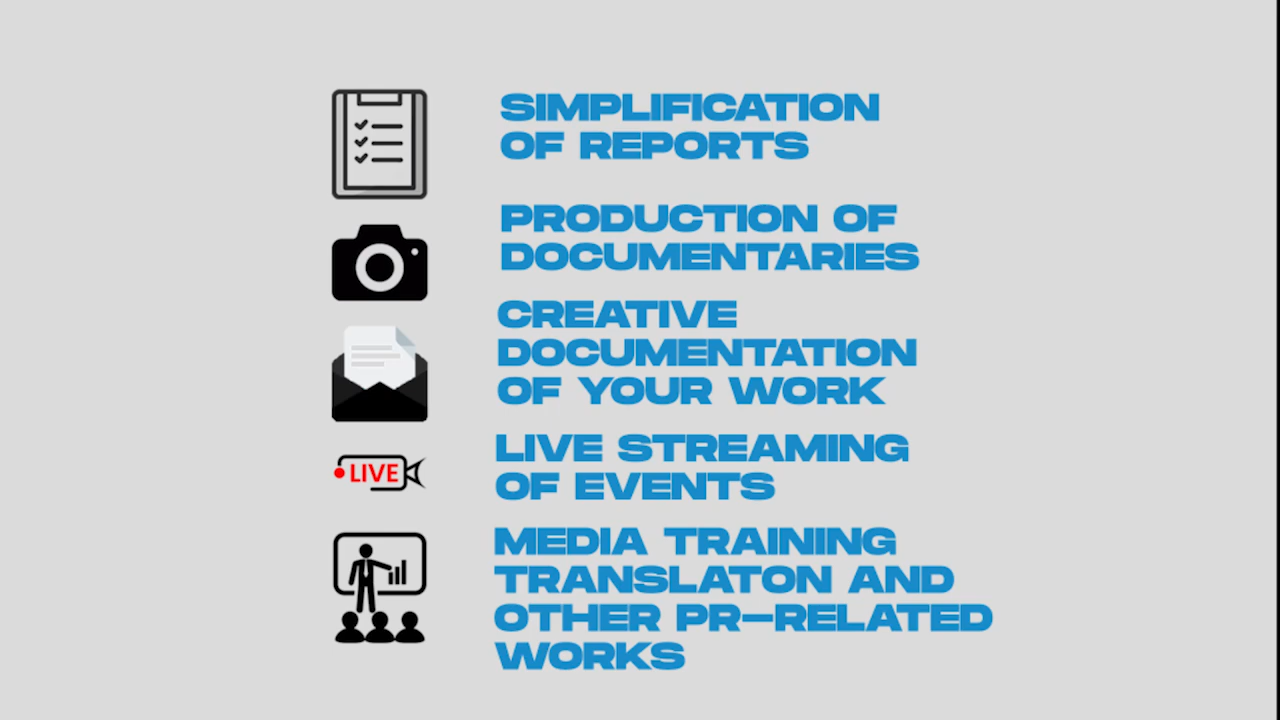 SIMPLIFICATION
OF REPORTS
PRODUCTION OF
DOCUMENTARIES
CREATIVE
DOCUMENTATION
OF YOUR WORK
LIVE
LIVE STREAMING
OF EVENTS
MEDIA TRAINING
TRANSLATON AND
OTHER PR-RELATED
WORKS